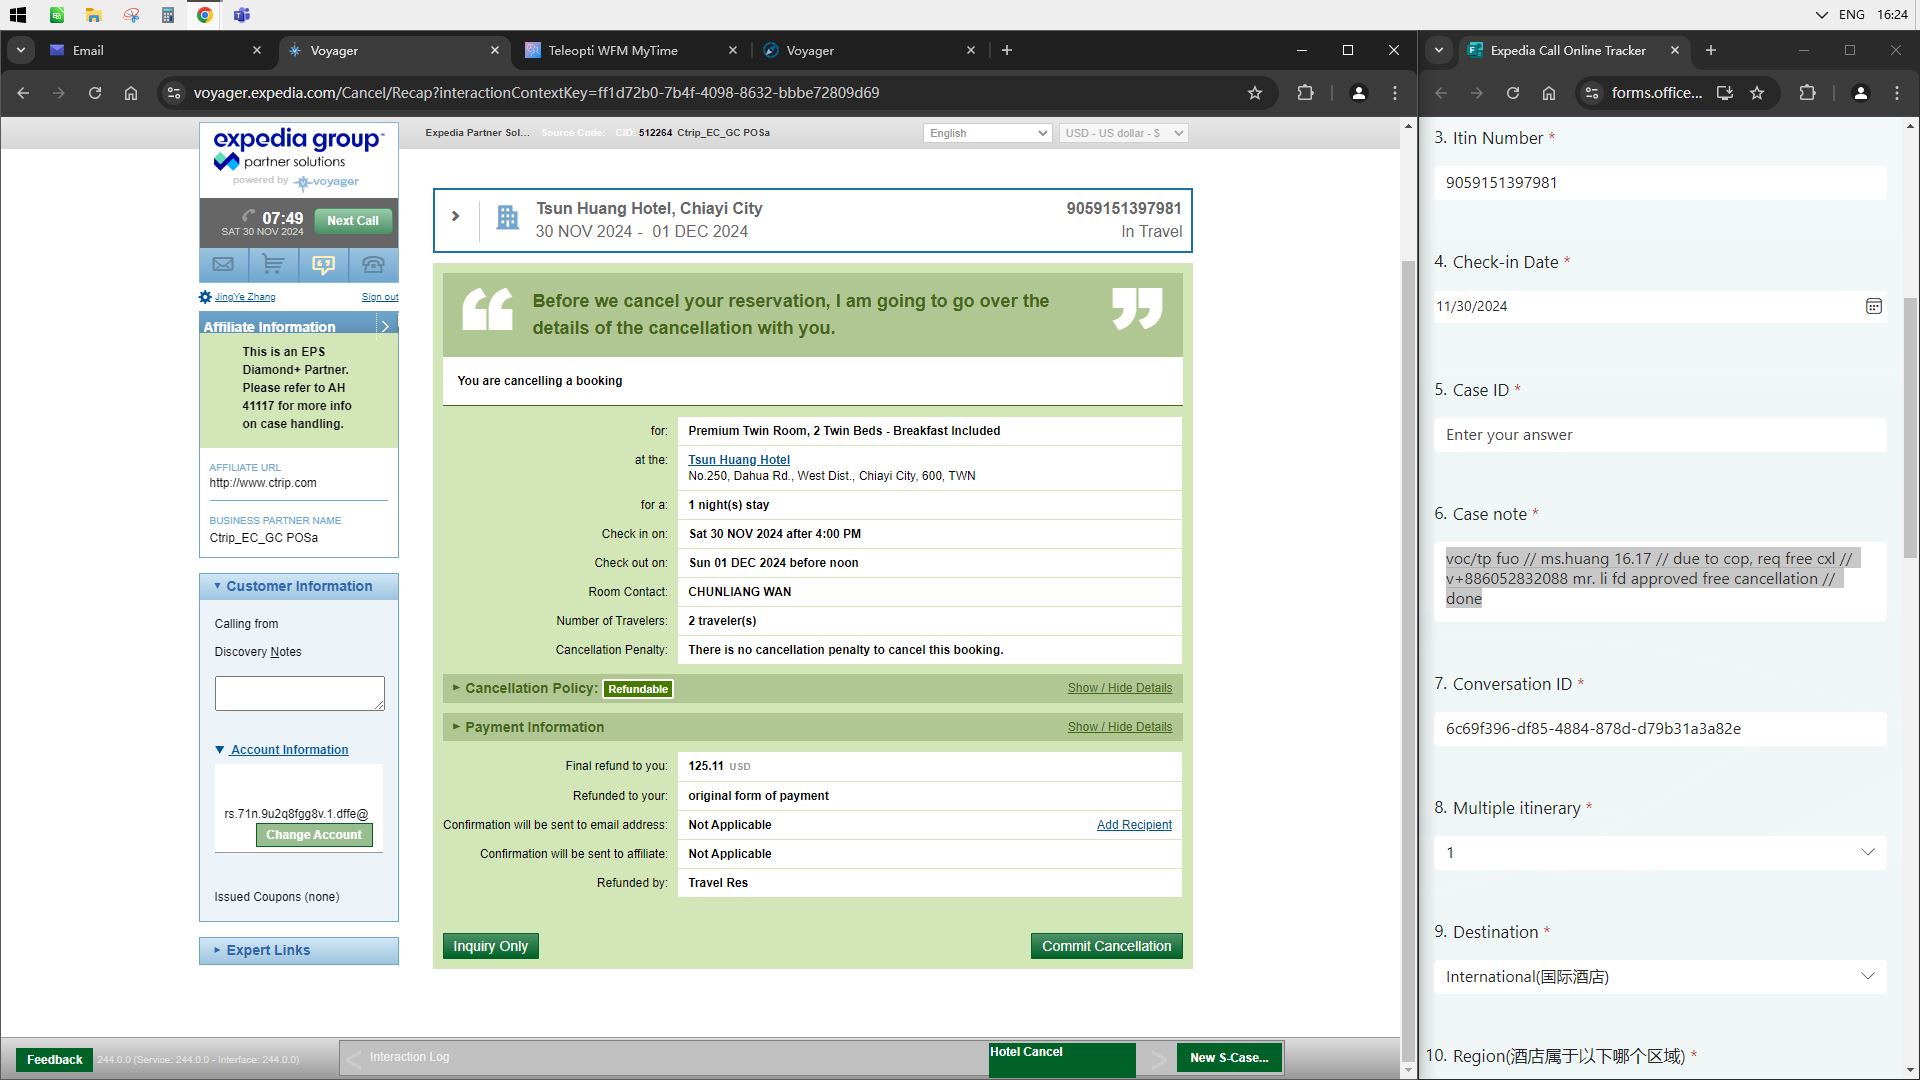 ENG 16:24
Email
Voyager
Teleopti WFM MyTime
Voyager
Expedia Call Online Tracker
voyager.expedia.com/Cancel/Recap?interactionContextKey=ff1d72b0-7b4f-4098-8632-bbbe72809d69
forms.office...
expedia group™
partner solutions
powered by voyager
Expedia Partner Sol... Source Code: CID: 512264 Ctrip_EC_GC POSa
English
USD - US dollar - $
07:49
SAT 30 NOV 2024
Next Call
JingYe Zhang
Sign out
Affiliate Information
This is an EPS
Diamond+ Partner.
Please refer to AH
41117 for more info
on case handling.
AFFILIATE URL
http://www.ctrip.com
BUSINESS PARTNER NAME
Ctrip_EC_GC POSa
Customer Information
Calling from
Discovery Notes
Account Information
rs.71n.9u2q8fgg8v.1.dffe@
Change Account
Issued Coupons (none)
Expert Links
Tsun Huang Hotel, Chiayi City
9059151397981
30 NOV 2024 - 01 DEC 2024
In Travel
Before we cancel your reservation, I am going to go over the
details of the cancellation with you.
You are cancelling a booking
for: Premium Twin Room, 2 Twin Beds - Breakfast Included
at the: Tsun Huang Hotel
No.250, Dahua Rd., West Dist., Chiayi City, 600, TWN
for a: 1 night(s) stay
Check in on: Sat 30 NOV 2024 after 4:00 PM
Check out on: Sun 01 DEC 2024 before noon
Room Contact: CHUNLIANG WAN
Number of Travelers: 2 traveler(s)
Cancellation Penalty: There is no cancellation penalty to cancel this booking.
Cancellation Policy: Refundable
Show / Hide Details
Payment Information
Show / Hide Details
Final refund to you: 125.11 USD
Refunded to your: original form of payment
Confirmation will be sent to email address: Not Applicable
Add Recipient
Confirmation will be sent to affiliate: Not Applicable
Refunded by: Travel Res
Inquiry Only
Commit Cancellation
Feedback
244.0.0 (Service: 244.0.0 - Interface: 244.0.0)
Interaction Log
Hotel Cancel
New S-Case...
3. Itin Number *
9059151397981
4. Check-in Date *
11/30/2024
5. Case ID *
Enter your answer
6. Case note *
voc/tp fuo // ms.huang 16.17 // due to cop, req free cxl //
v+886052832088 mr. li fd approved free cancellation //
done
7. Conversation ID *
6c69f396-df85-4884-878d-d79b31a3a82e
8. Multiple itinerary *
1
9. Destination *
International(国际酒店)
10. Region(酒店属于以下哪个区域) *